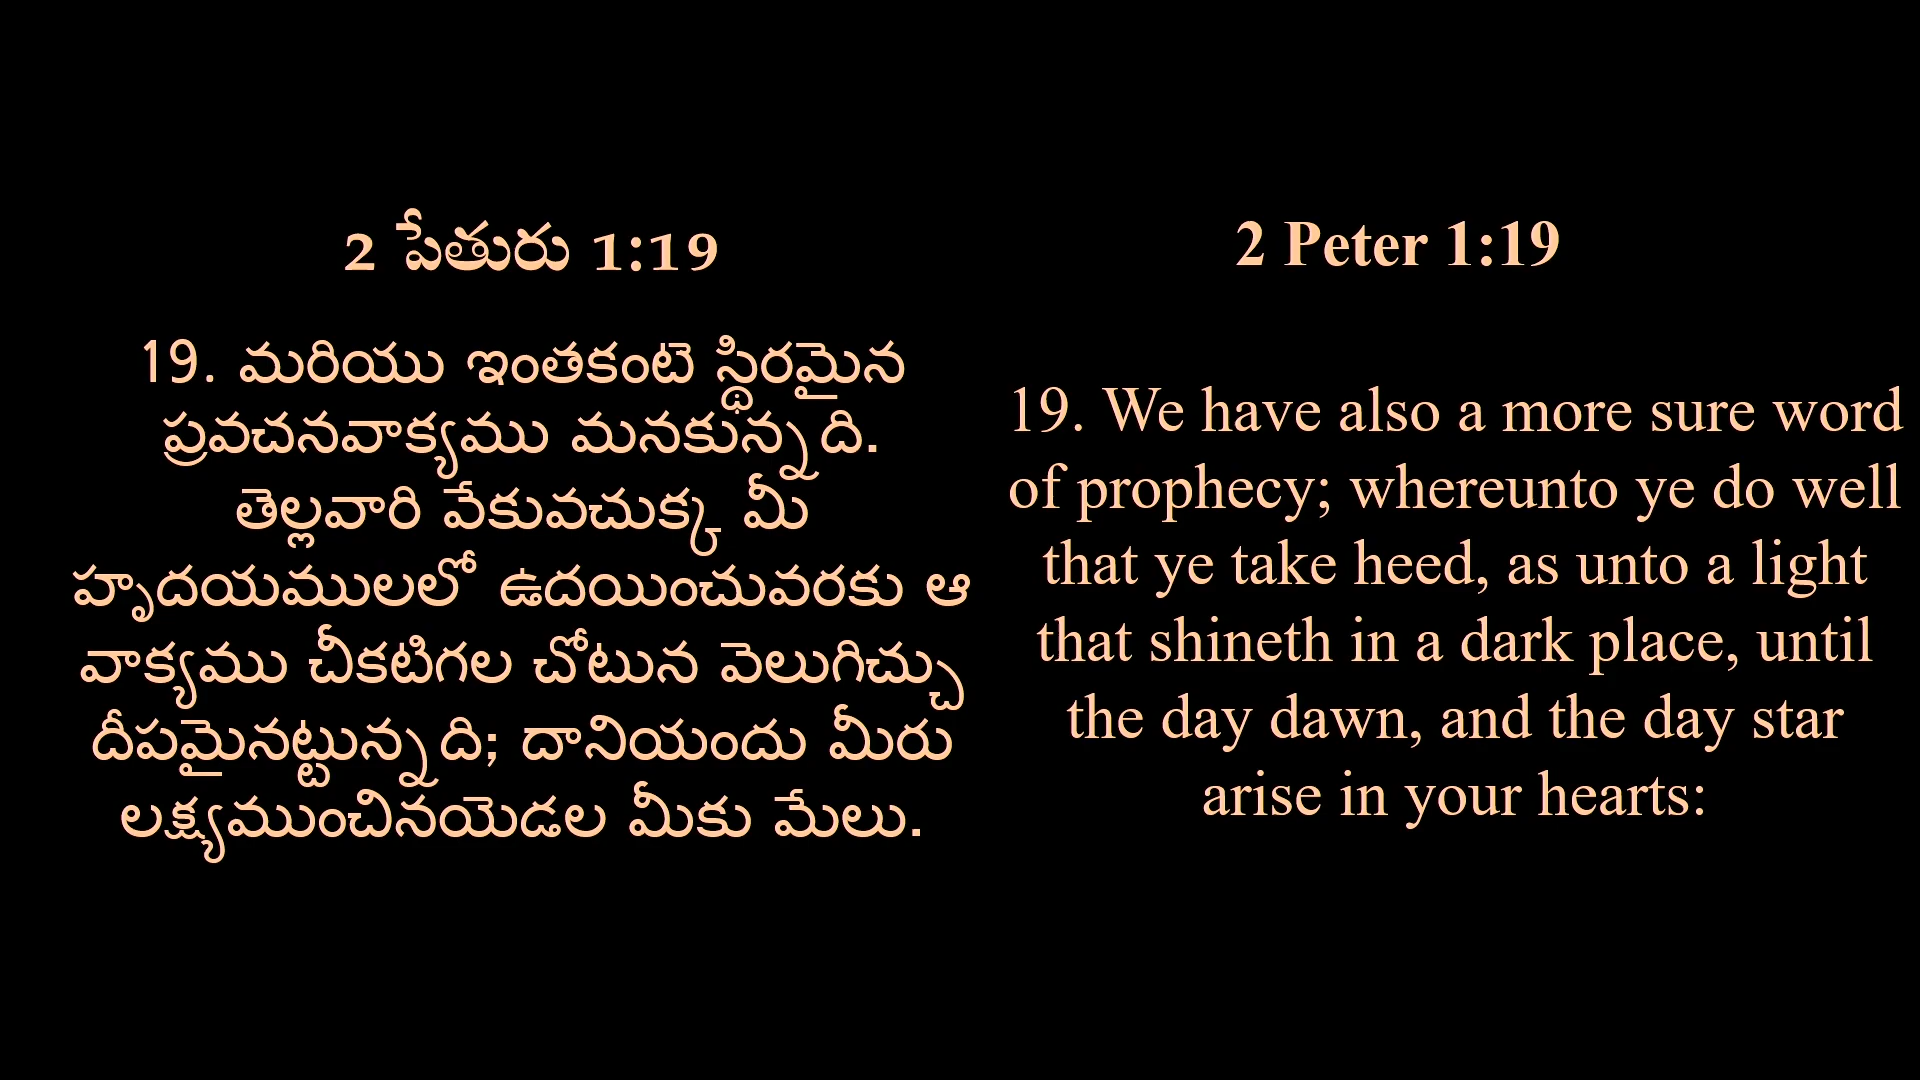 2 పేతురు 1:19
19. మరియు ఇంతకంటె స్థిరమైన
ప్రవచనవాక్యము మనకున్నది.
తెల్లవారి వేకువచుక్క మీ
హృదయములలో ఉదయించువరకు ఆ
వాక్యము చీకటిగల చోటున వెలుగిచ్చు
దీపమైనట్టున్నది; దానియందు మీరు
లక్ష్యముంచినయెడల మీకు మేలు.
2 Peter 1:19
19. We have also a more sure word
of prophecy; whereunto ye do well
that ye take heed, as unto a light
that shineth in a dark place, until
the day dawn, and the day star
arise in your hearts: